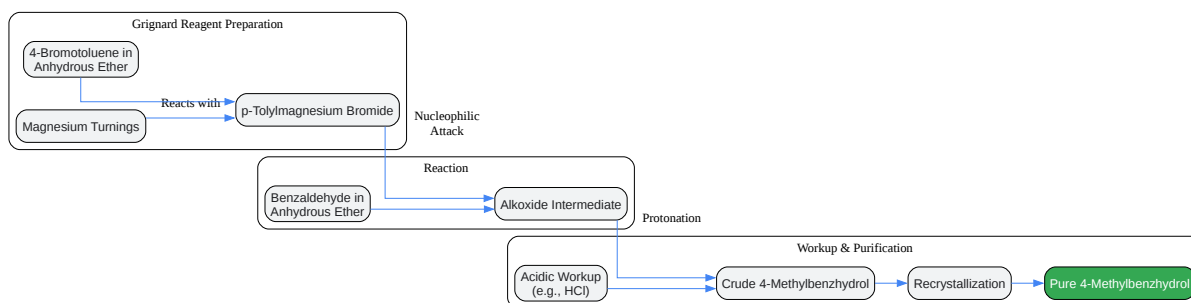 Grignard Reagent Preparation
4-Bromotoluene in
Anhydrous Ether
Reacts with
Magnesium Turnings
p-Tolylmagnesium Bromide
Nucleophilic
Attack
Reaction
Benzaldehyde in
Anhydrous Ether
Alkoxide Intermediate
Protonation
Workup & Purification
Acidic Workup
(e.g., HCl)
Crude 4-Methylbenzhydrol
Recrystallization
Pure 4-Methylbenzhydrol